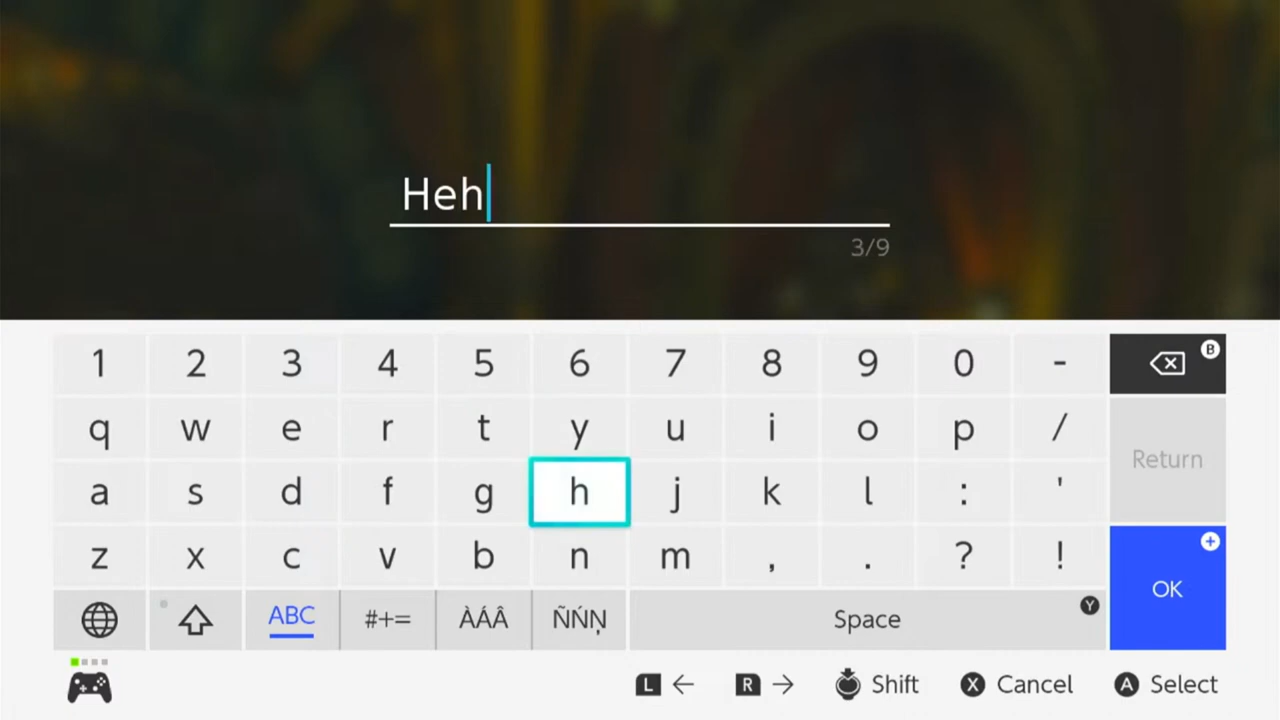 Heh
3/9
1 2 3 4 5 6 7 8 9 0 - B
q w e r t y u i o p / Return
a s d f g h j k l : '
z x c v b n m , . ? ! + OK
ABC #+= ÀÁÂ ÑŃŅ Space Y
L ← R → Shift X Cancel A Select